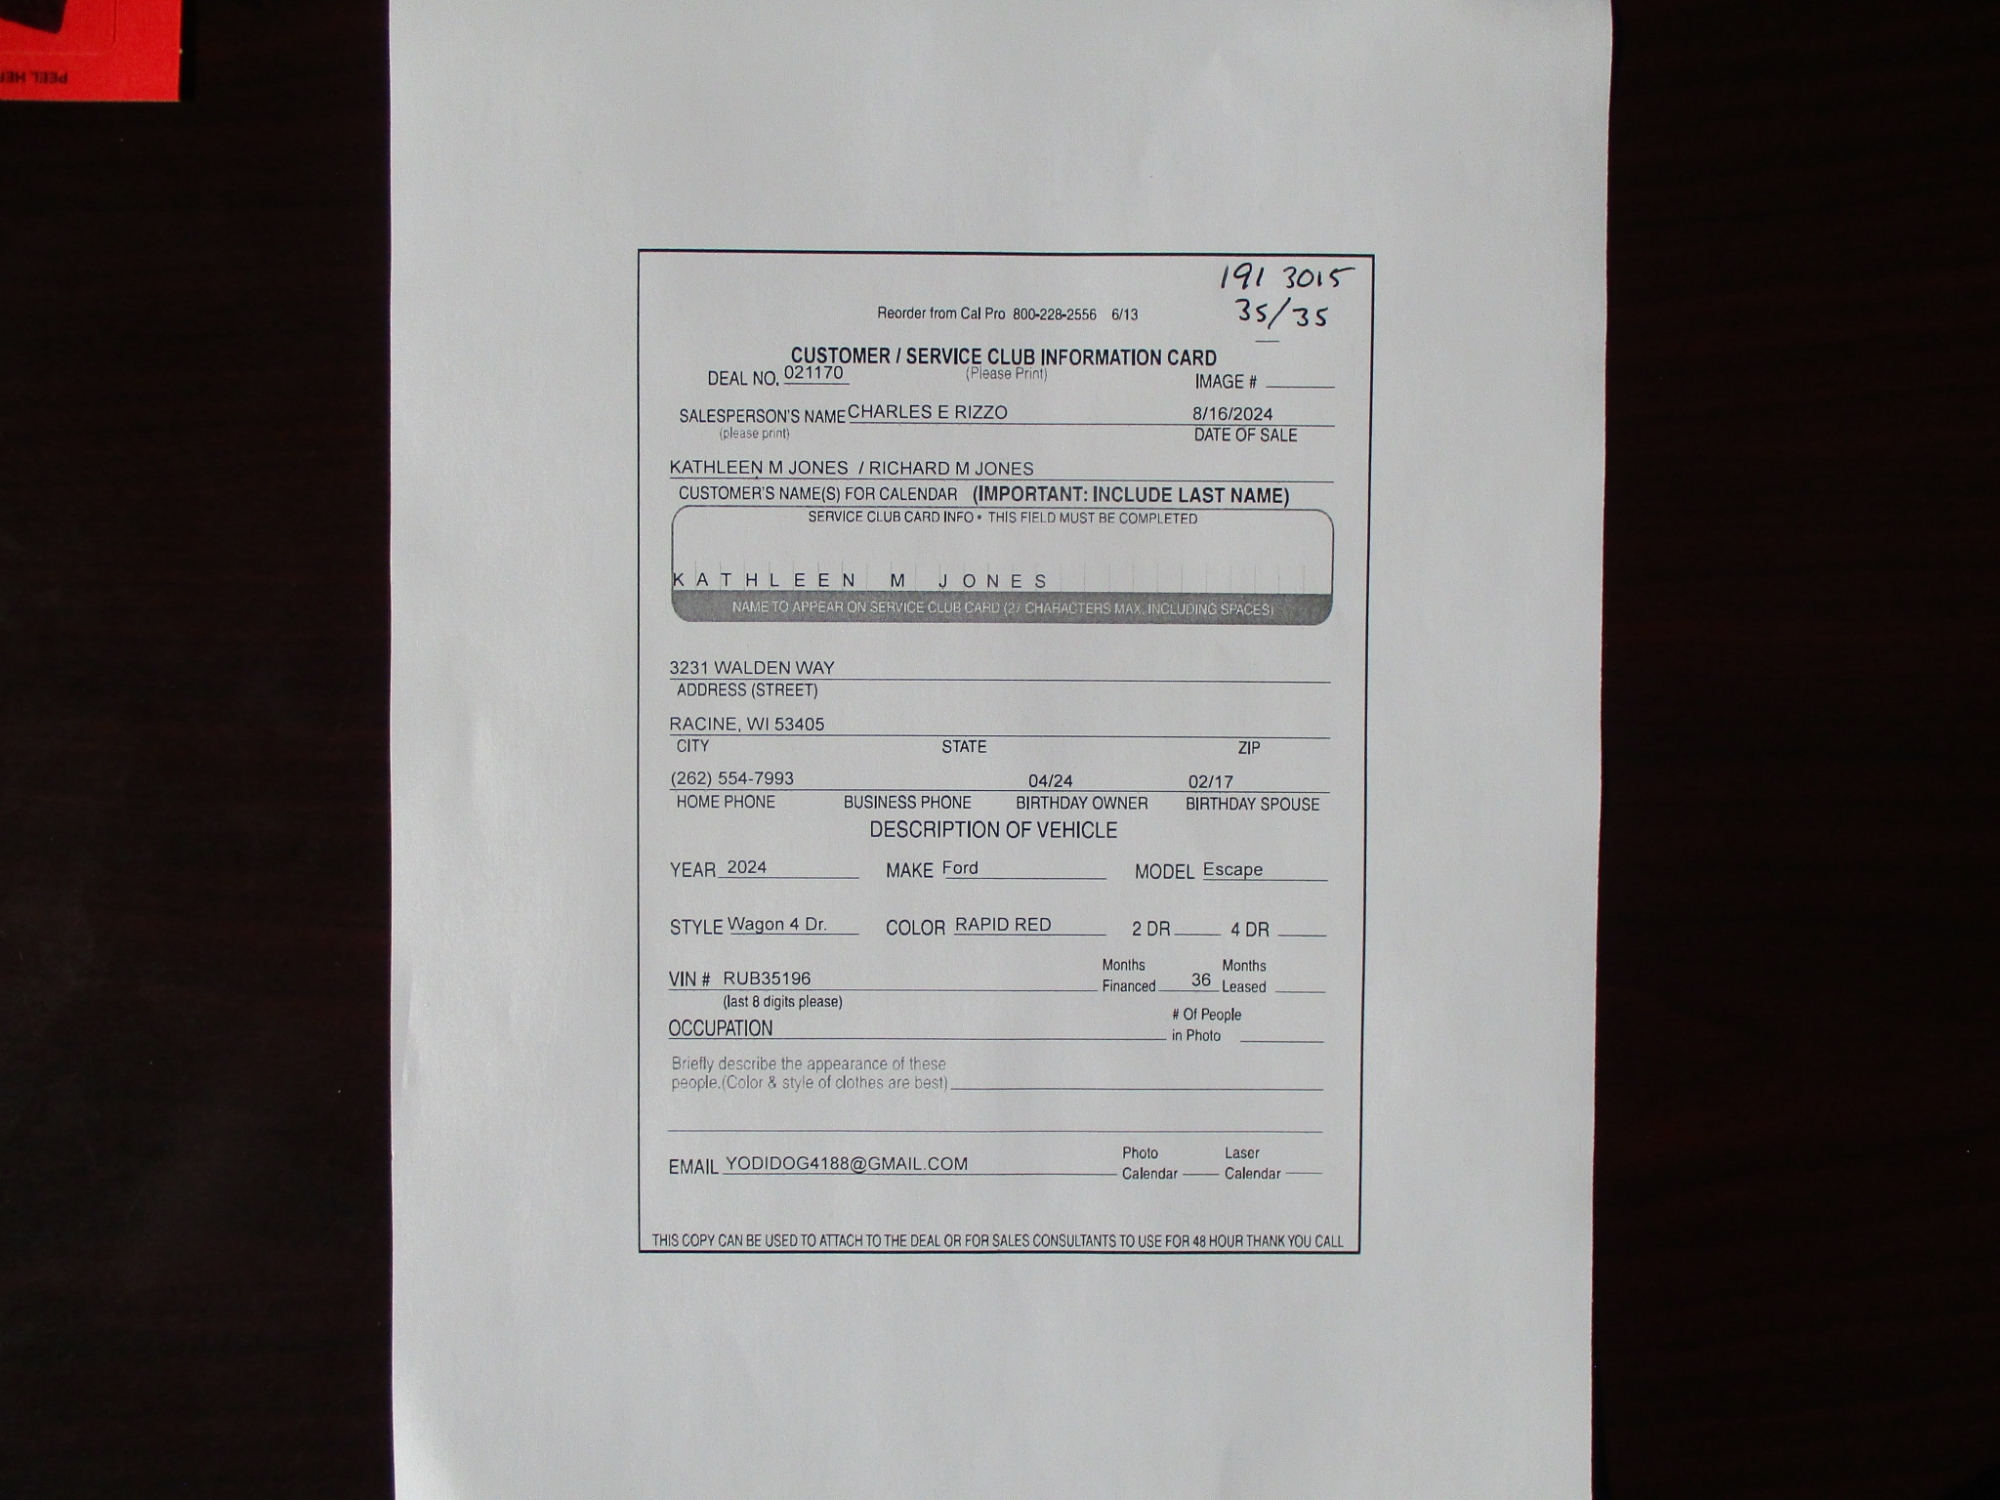 PEEL HER
191 3015
Reorder from Cal Pro 800-228-2556 6/13
35/35
CUSTOMER / SERVICE CLUB INFORMATION CARD
DEAL NO. 021170 (Please Print) IMAGE #
SALESPERSON'S NAME CHARLES E RIZZO 8/16/2024
(please print) DATE OF SALE
KATHLEEN M JONES / RICHARD M JONES
CUSTOMER'S NAME(S) FOR CALENDAR (IMPORTANT: INCLUDE LAST NAME)
SERVICE CLUB CARD INFO • THIS FIELD MUST BE COMPLETED
KATHLEEN M JONES
NAME TO APPEAR ON SERVICE CLUB CARD (27 CHARACTERS MAX. INCLUDING SPACES)
3231 WALDEN WAY
ADDRESS (STREET)
RACINE, WI 53405
CITY STATE ZIP
(262) 554-7993 04/24 02/17
HOME PHONE BUSINESS PHONE BIRTHDAY OWNER BIRTHDAY SPOUSE
DESCRIPTION OF VEHICLE
YEAR 2024 MAKE Ford MODEL Escape
STYLE Wagon 4 Dr. COLOR RAPID RED 2 DR 4 DR
Months Months
VIN # RUB35196 Financed 36 Leased
(last 8 digits please)
# Of People
OCCUPATION in Photo
Briefly describe the appearance of these
people.(Color & style of clothes are best)
Photo Laser
EMAIL YODIDOG4188@GMAIL.COM Calendar Calendar
THIS COPY CAN BE USED TO ATTACH TO THE DEAL OR FOR SALES CONSULTANTS TO USE FOR 48 HOUR THANK YOU CALL